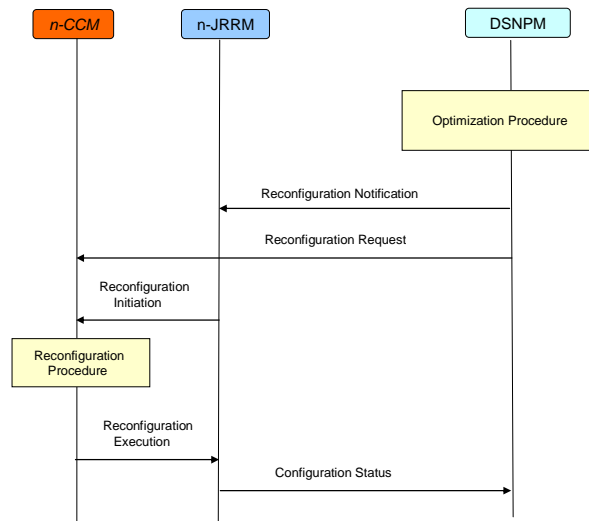 n-CCM
n-JRRM
DSNPM
Optimization Procedure
Reconfiguration Notification
Reconfiguration Request
Reconfiguration
Initiation
Reconfiguration
Procedure
Reconfiguration
Execution
Configuration Status